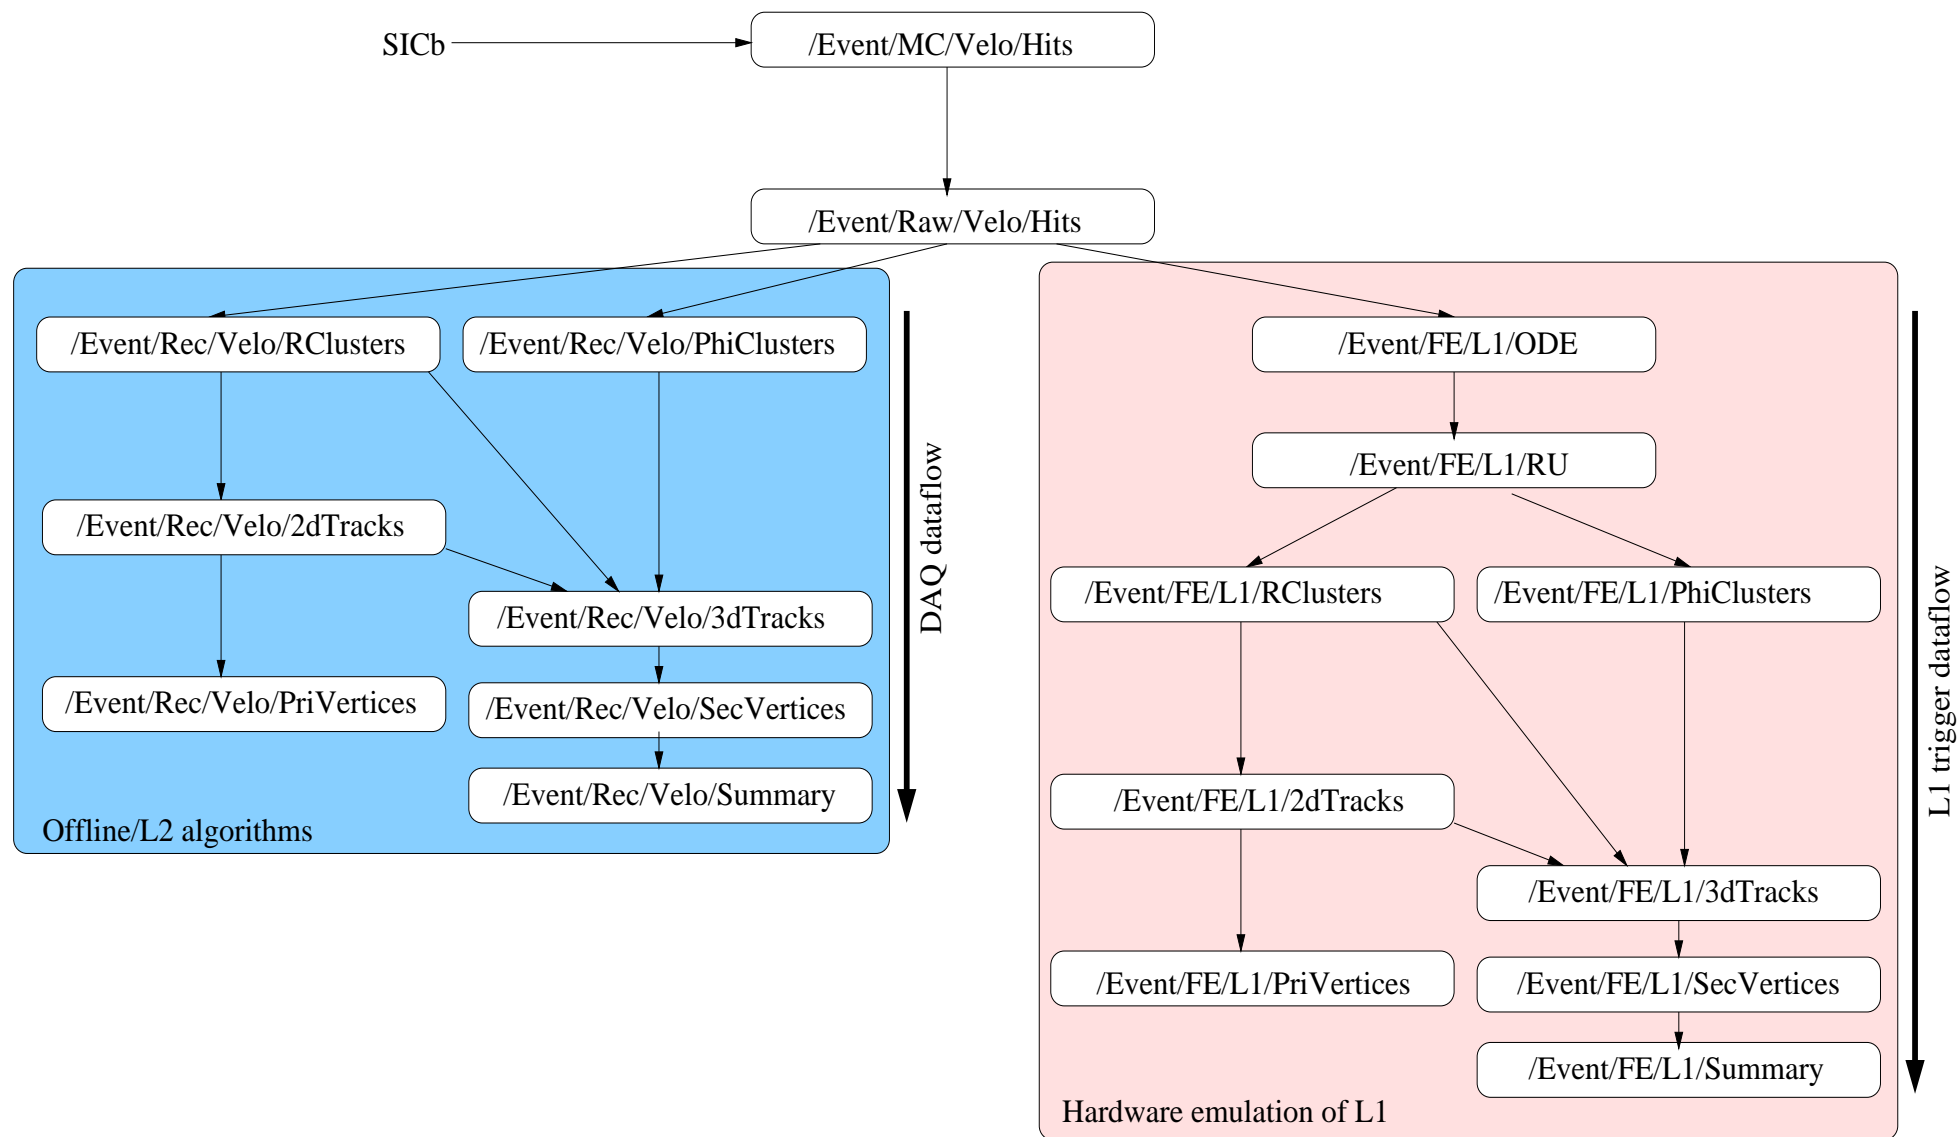 SICb
/Event/MC/Velo/Hits
/Event/Raw/Velo/Hits
/Event/Rec/Velo/RClusters
/Event/Rec/Velo/PhiClusters
/Event/Rec/Velo/2dTracks
/Event/Rec/Velo/3dTracks
/Event/Rec/Velo/PriVertices
/Event/Rec/Velo/SecVertices
/Event/Rec/Velo/Summary
Offline/L2 algorithms
DAQ dataflow
/Event/FE/L1/ODE
/Event/FE/L1/RU
/Event/FE/L1/RClusters
/Event/FE/L1/PhiClusters
/Event/FE/L1/2dTracks
/Event/FE/L1/3dTracks
/Event/FE/L1/PriVertices
/Event/FE/L1/SecVertices
/Event/FE/L1/Summary
Hardware emulation of L1
L1 trigger dataflow